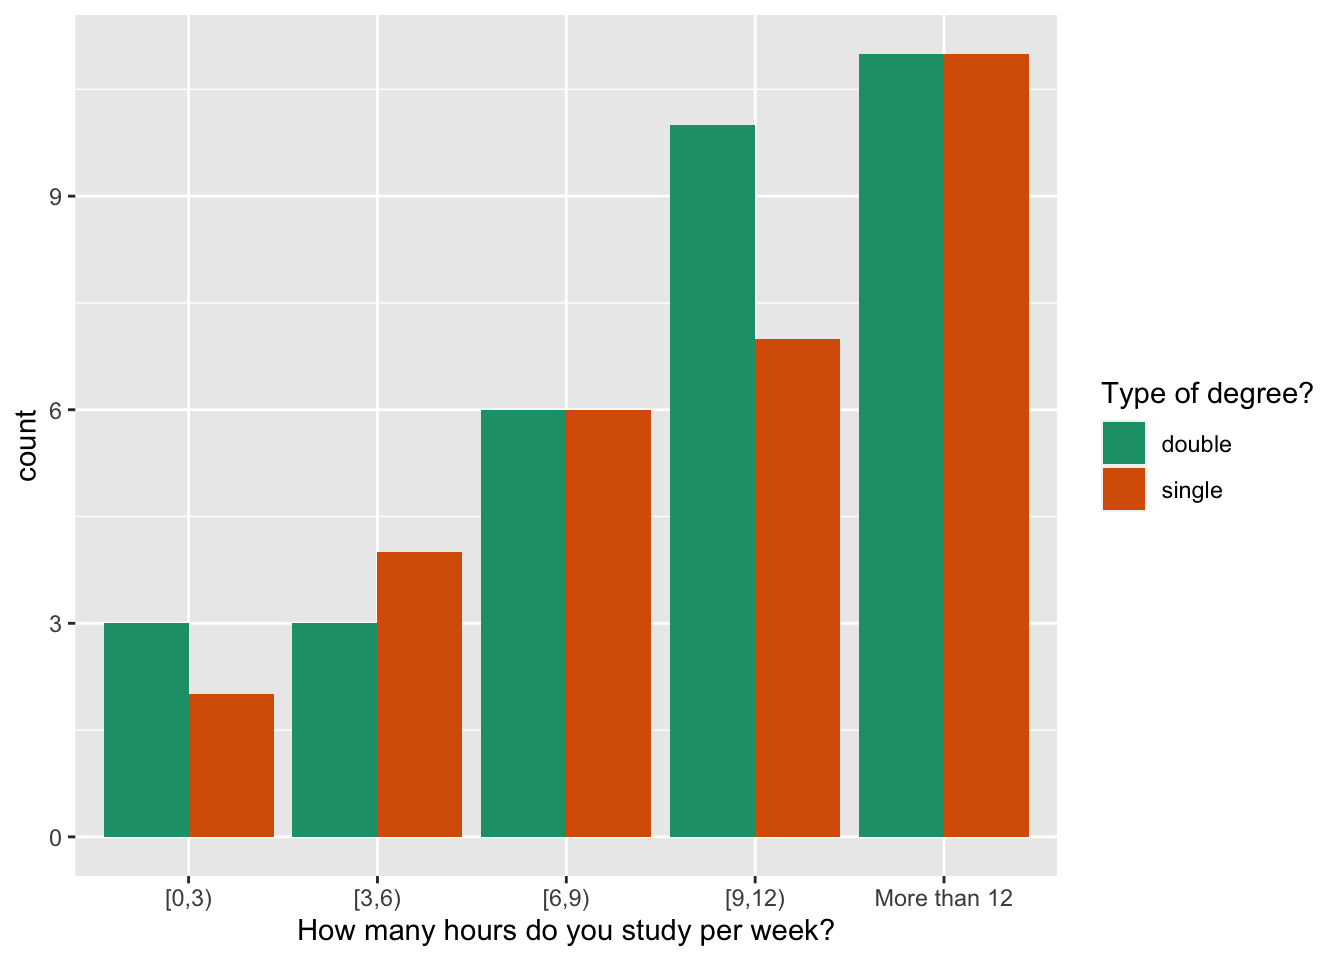 count
9
6
3
0
[0,3)
[3,6)
[6,9)
[9,12)
More than 12
How many hours do you study per week?
Type of degree?
double
single